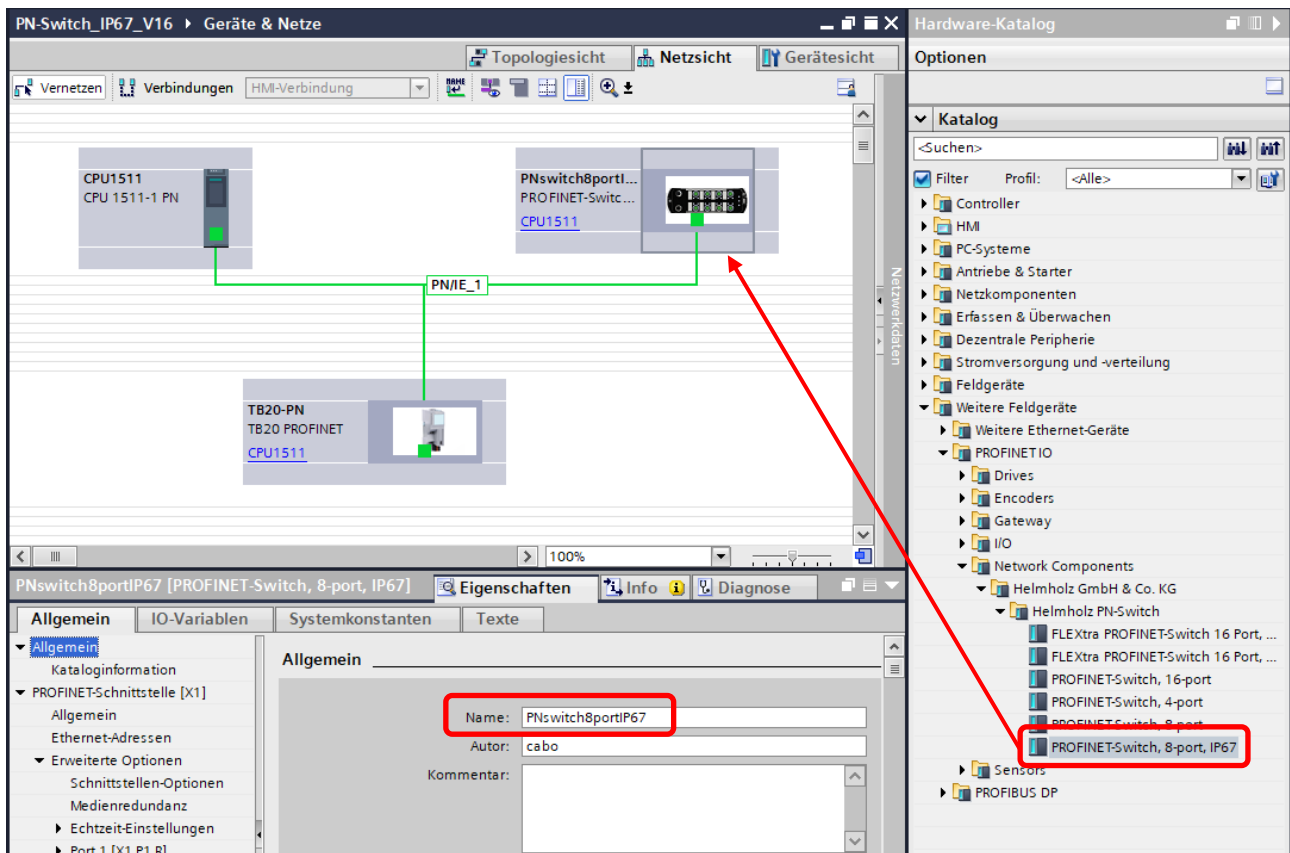 PN-Switch_IP67_V16 ▸ Geräte & Netze
Topologiesicht Netzsicht Gerätesicht
Vernetzen Verbindungen HMI-Verbindung
CPU1511
CPU 1511-1 PN
PNswitch8portI...
PROFINET-Switc...
CPU1511
PN/IE_1
TB20-PN
TB20 PROFINET
CPU1511
100%
Netzwerkdaten
PNswitch8portIP67 [PROFINET-Switch, 8-port, IP67]
Eigenschaften Info Diagnose
Allgemein IO-Variablen Systemkonstanten Texte
Allgemein
Kataloginformation
PROFINET-Schnittstelle [X1]
Allgemein
Ethernet-Adressen
Erweiterte Optionen
Schnittstellen-Optionen
Medienredundanz
Echtzeit-Einstellungen
Port 1 [X1 P1 R]
Allgemein
Name: PNswitch8portIP67
Autor: cabo
Kommentar:
Hardware-Katalog
Optionen
Katalog
<Suchen>
Filter Profil: <Alle>
Controller
HMI
PC-Systeme
Antriebe & Starter
Netzkomponenten
Erfassen & Überwachen
Dezentrale Peripherie
Stromversorgung und -verteilung
Feldgeräte
Weitere Feldgeräte
Weitere Ethernet-Geräte
PROFINET IO
Drives
Encoders
Gateway
I/O
Network Components
Helmholz GmbH & Co. KG
Helmholz PN-Switch
FLEXtra PROFINET-Switch 16 Port, ...
FLEXtra PROFINET-Switch 16 Port, ...
PROFINET-Switch, 16-port
PROFINET-Switch, 4-port
PROFINET-Switch, 8-port
PROFINET-Switch, 8-port, IP67
Sensors
PROFIBUS DP